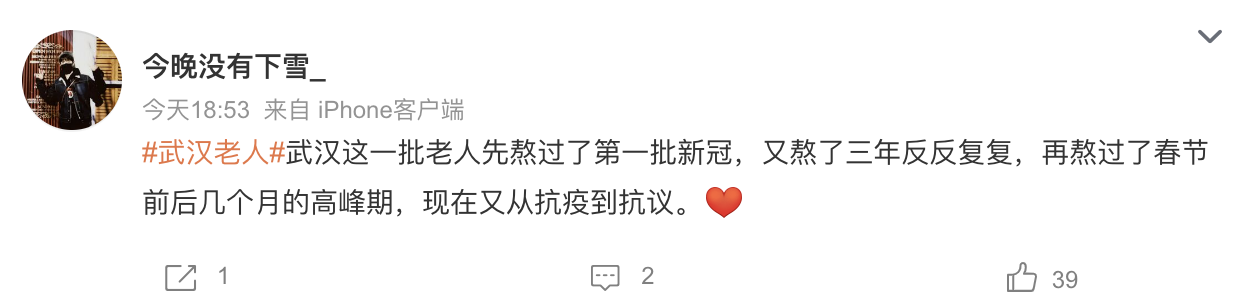 今晚没有下雪_
今天18:53 来自 iPhone客户端
#武汉老人#武汉这一批老人先熬过了第一批新冠，又熬了三年反反复复，再熬过了春节
前后几个月的高峰期，现在又从抗疫到抗议。❤️
1 2 39